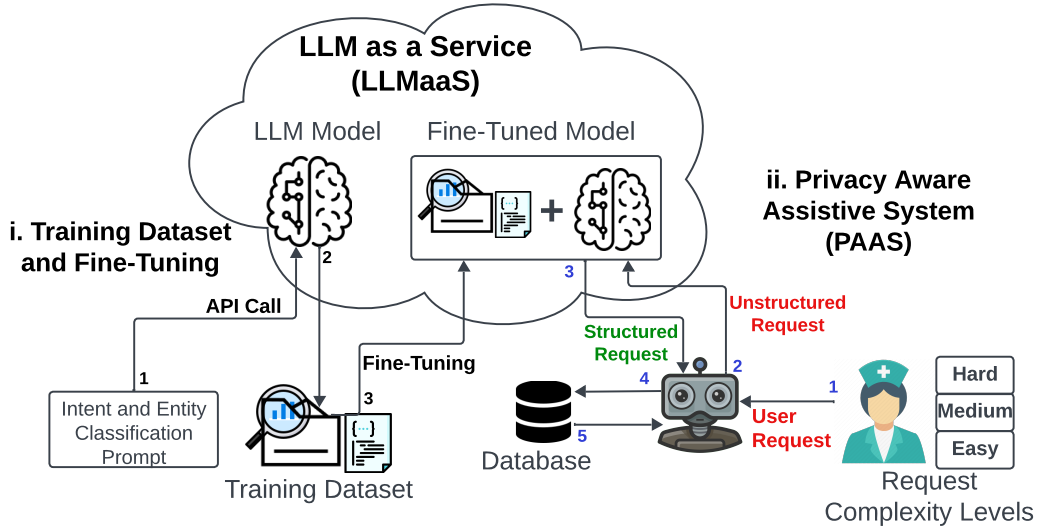 LLM as a Service
(LLMaaS)
LLM Model
Fine-Tuned Model
{··}
+
i. Training Dataset
and Fine-Tuning
ii. Privacy Aware
Assistive System
(PAAS)
2
3
API Call
Unstructured
Request
Structured
Request
Fine-Tuning
1
3
2
4
1
5
Intent and Entity
Classification
Prompt
{··}
Training Dataset
Database
User
Request
Hard
Medium
Easy
Request
Complexity Levels